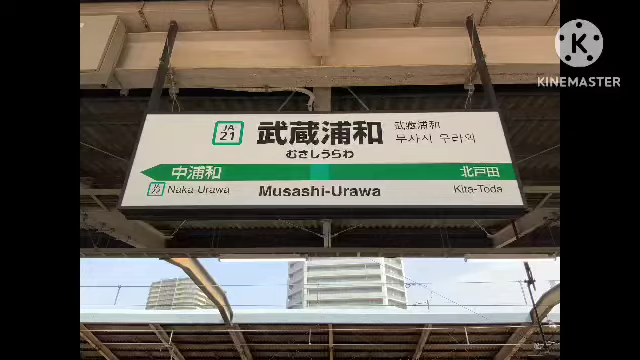 K
KINEMASTER
JA
21
武蔵浦和
むさしうらわ
武蔵浦和
무사시 우라와
中浦和
北戸田
JA
22
Naka-Urawa
Musashi-Urawa
Kita-Toda